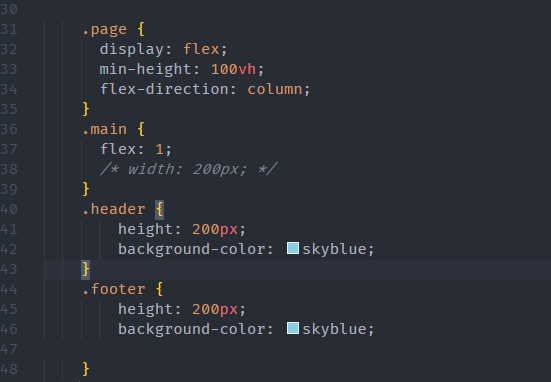 30
31 .page {
32 display: flex;
33 min-height: 100vh;
34 flex-direction: column;
35 }
36 .main {
37 flex: 1;
38 /* width: 200px; */
39 }
40 .header {
41 height: 200px;
42 background-color: skyblue;
43 }
44 .footer {
45 height: 200px;
46 background-color: skyblue;
47
48 }